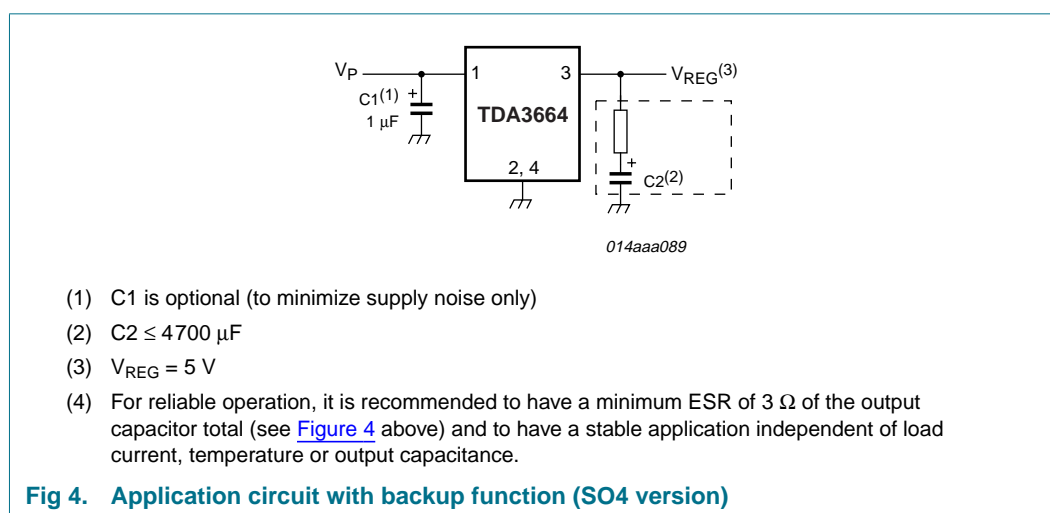 V_P
1
3
V_REG(3)
C1(1)
+
1 μF
TDA3664
2, 4
+
C2(2)
014aaa089
(1) C1 is optional (to minimize supply noise only)
(2) C2 ≤ 4700 μF
(3) V_REG = 5 V
(4) For reliable operation, it is recommended to have a minimum ESR of 3 Ω of the output
capacitor total (see Figure 4 above) and to have a stable application independent of load
current, temperature or output capacitance.
Fig 4. Application circuit with backup function (SO4 version)